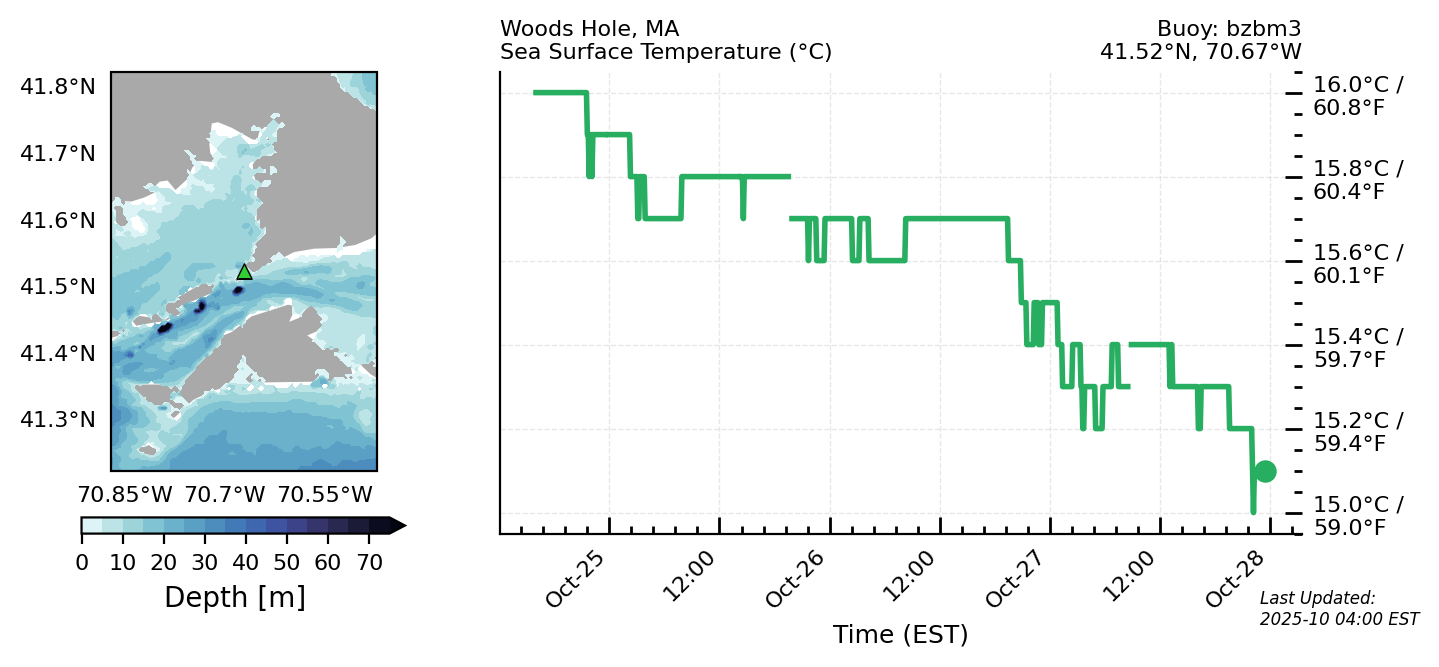 Woods Hole, MA
Sea Surface Temperature (°C)
Buoy: bzbm3
41.52°N, 70.67°W
41.8°N
41.7°N
41.6°N
41.5°N
41.4°N
41.3°N
70.85°W 70.7°W 70.55°W
0 10 20 30 40 50 60 70
Depth [m]
16.0°C /
60.8°F
15.8°C /
60.4°F
15.6°C /
60.1°F
15.4°C /
59.7°F
15.2°C /
59.4°F
15.0°C /
59.0°F
Oct-25 12:00 Oct-26 12:00 Oct-27 12:00 Oct-28
Time (EST)
Last Updated:
2025-10 04:00 EST